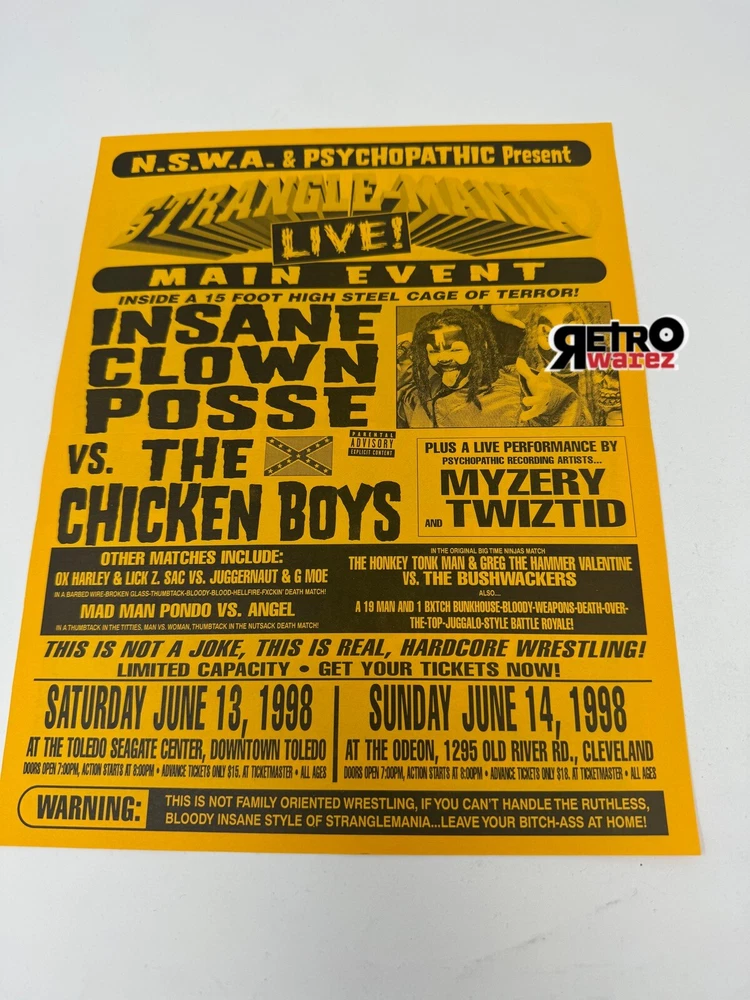 N.S.W.A. & PSYCHOPATHIC Present
STRANGLE-MANIA
LIVE!
MAIN EVENT
INSIDE A 15 FOOT HIGH STEEL CAGE OF TERROR!
INSANE
CLOWN
POSSE
RETRO
warez
VS. THE
CHICKEN BOYS
PARENTAL
ADVISORY
EXPLICIT CONTENT
PLUS A LIVE PERFORMANCE BY
PSYCHOPATHIC RECORDING ARTISTS...
MYZERY
AND TWIZTID
OTHER MATCHES INCLUDE:
OX HARLEY & LICK Z. SAC VS. JUGGERNAUT & G MOE
IN A BARBED WIRE-BROKEN GLASS-THUMBTACK-BLOODY-BLOOD-HELLFIRE-FXCKIN' DEATH MATCH!
MAD MAN PONDO VS. ANGEL
IN A THUMBTACK IN THE TITTIES, MAN VS. WOMAN, THUMBTACK IN THE NUTSACK DEATH MATCH!
IN THE ORIGINAL BIG TIME NINJAS MATCH
THE HONKEY TONK MAN & GREG THE HAMMER VALENTINE
VS. THE BUSHWACKERS
ALSO...
A 19 MAN AND 1 BXTCH BUNKHOUSE-BLOODY-WEAPONS-DEATH-OVER-
THE-TOP-JUGGALO-STYLE BATTLE ROYALE!
THIS IS NOT A JOKE, THIS IS REAL, HARDCORE WRESTLING!
LIMITED CAPACITY • GET YOUR TICKETS NOW!
SATURDAY JUNE 13, 1998
AT THE TOLEDO SEAGATE CENTER, DOWNTOWN TOLEDO
DOORS OPEN 7:00PM, ACTION STARTS AT 8:00PM • ADVANCE TICKETS ONLY $15. AT TICKETMASTER • ALL AGES
SUNDAY JUNE 14, 1998
AT THE ODEON, 1295 OLD RIVER RD., CLEVELAND
DOORS OPEN 7:00PM, ACTION STARTS AT 8:00PM • ADVANCE TICKETS ONLY $18. AT TICKETMASTER • ALL AGES
WARNING:
THIS IS NOT FAMILY ORIENTED WRESTLING, IF YOU CAN'T HANDLE THE RUTHLESS,
BLOODY INSANE STYLE OF STRANGLEMANIA...LEAVE YOUR BITCH-ASS AT HOME!